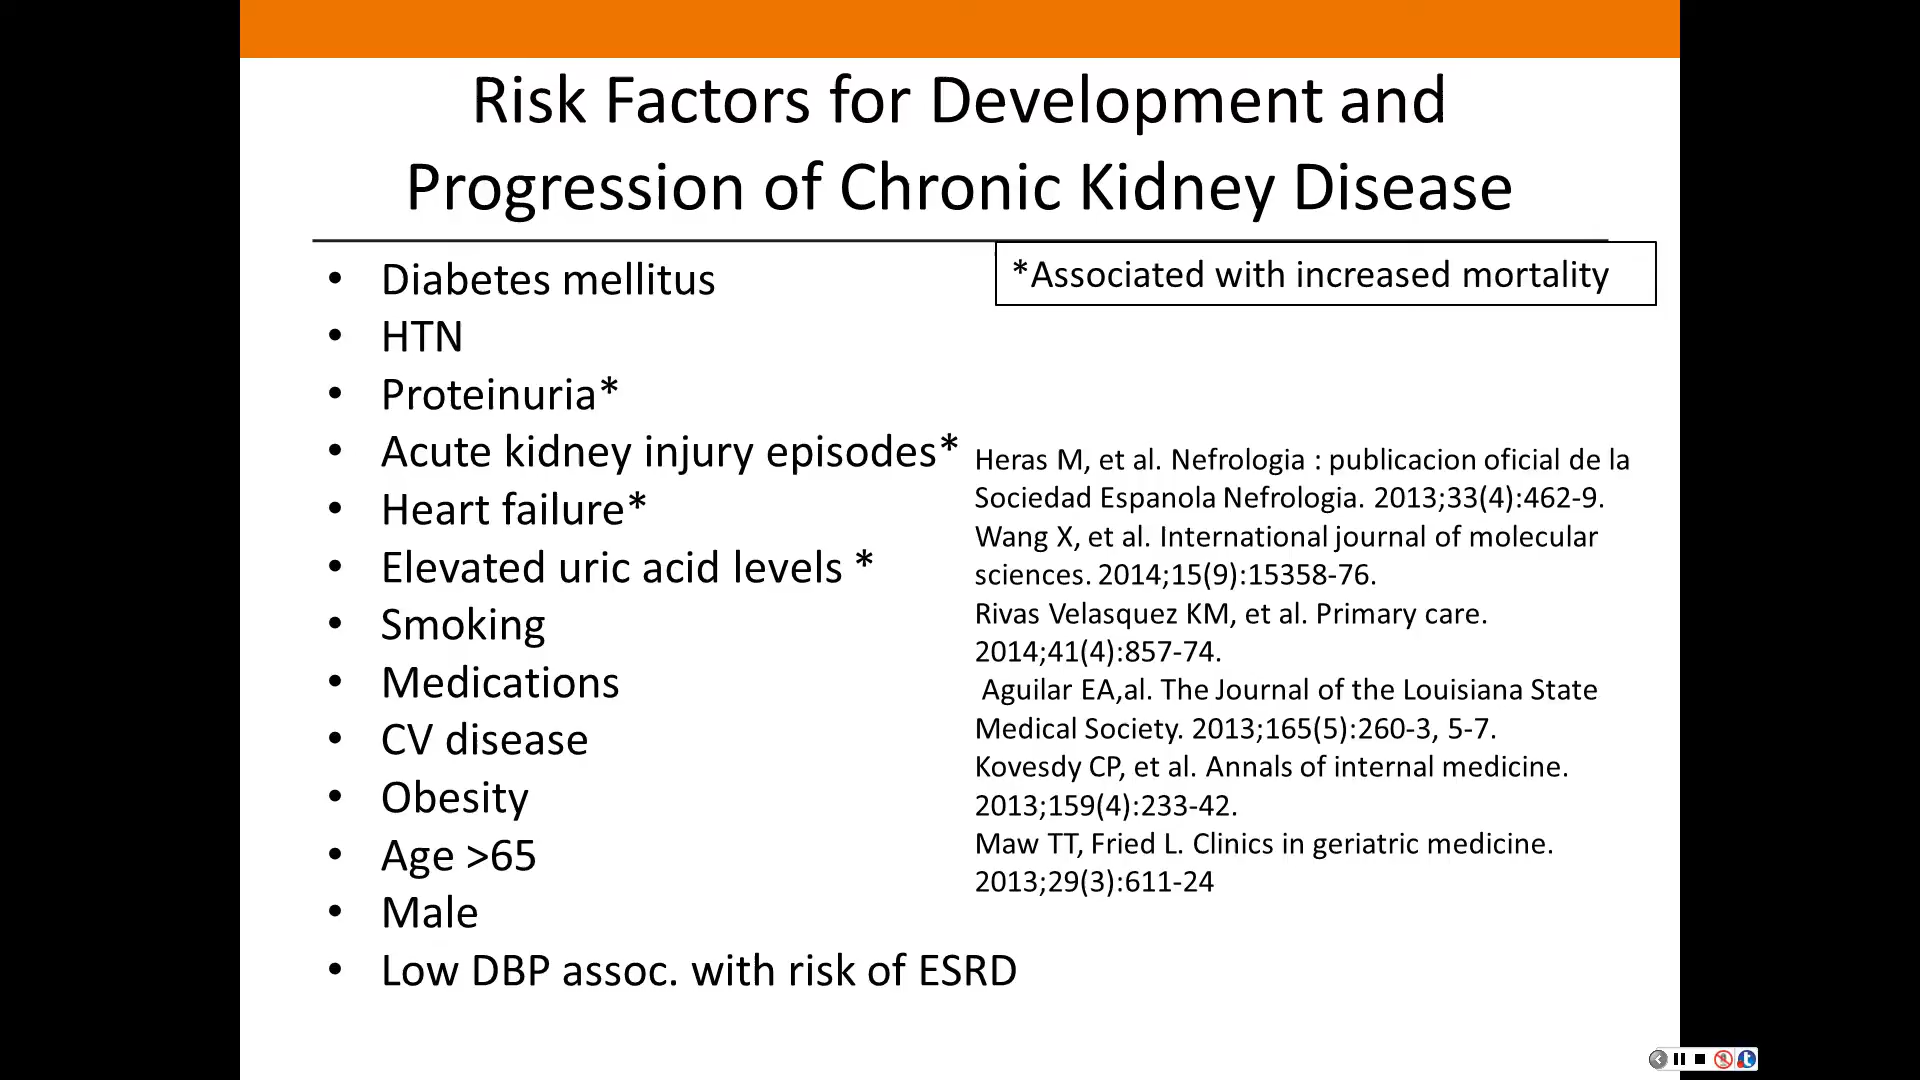 Risk Factors for Development and
Progression of Chronic Kidney Disease
*Associated with increased mortality
• Diabetes mellitus
• HTN
• Proteinuria*
• Acute kidney injury episodes*
• Heart failure*
• Elevated uric acid levels *
• Smoking
• Medications
• CV disease
• Obesity
• Age >65
• Male
• Low DBP assoc. with risk of ESRD
Heras M, et al. Nefrologia : publicacion oficial de la
Sociedad Espanola Nefrologia. 2013;33(4):462-9.
Wang X, et al. International journal of molecular
sciences. 2014;15(9):15358-76.
Rivas Velasquez KM, et al. Primary care.
2014;41(4):857-74.
Aguilar EA,al. The Journal of the Louisiana State
Medical Society. 2013;165(5):260-3, 5-7.
Kovesdy CP, et al. Annals of internal medicine.
2013;159(4):233-42.
Maw TT, Fried L. Clinics in geriatric medicine.
2013;29(3):611-24